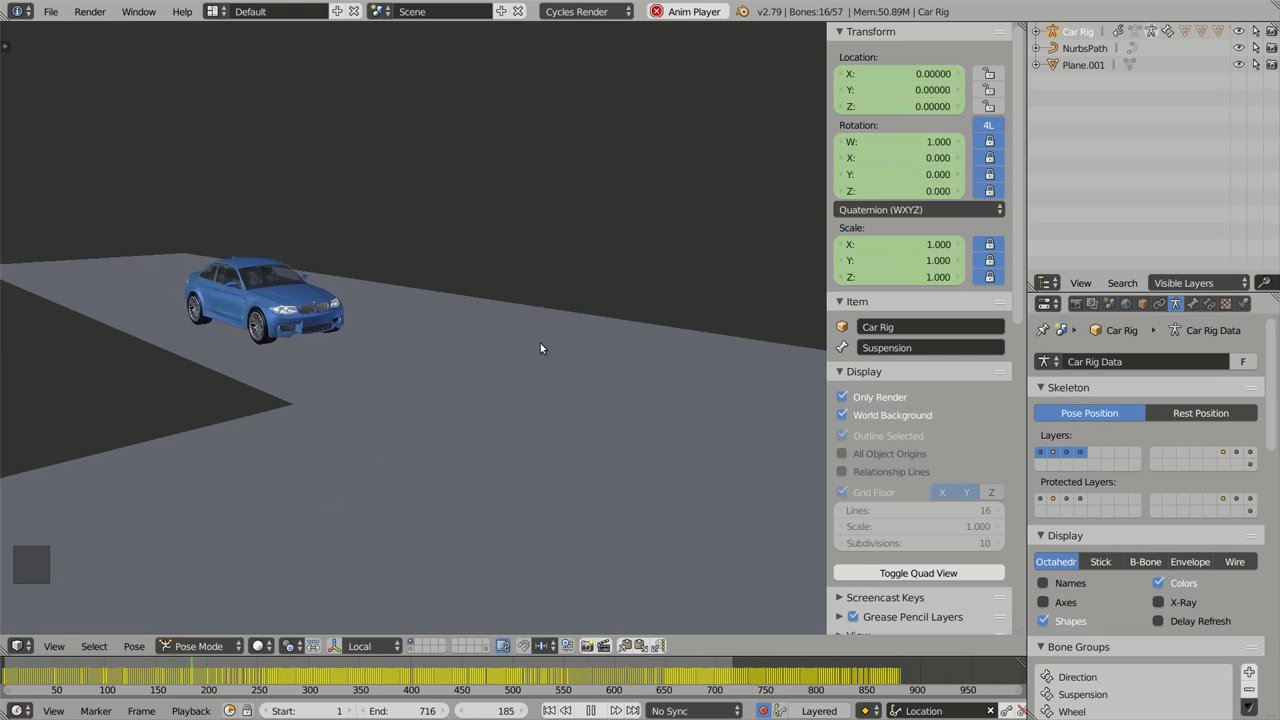 File Render Window Help Default Scene Cycles Render Anim Player v2.79 | Bones:16/57 | Mem:50.89M | Car Rig
Transform
Location:
X: 0.00000
Y: 0.00000
Z: 0.00000
Rotation: 4L
W: 1.000
X: 0.000
Y: 0.000
Z: 0.000
Quaternion (WXYZ)
Scale:
X: 1.000
Y: 1.000
Z: 1.000
Item
Car Rig
Suspension
Display
Only Render
World Background
Outline Selected
All Object Origins
Relationship Lines
Grid Floor X Y Z
Lines: 16
Scale: 1.000
Subdivisions: 10
Toggle Quad View
Screencast Keys
Grease Pencil Layers
Car Rig
NurbsPath
Plane.001
View Search Visible Layers
Car Rig Car Rig Data
Car Rig Data F
Skeleton
Pose Position Rest Position
Layers:
Protected Layers:
Display
Octahedr Stick B-Bone Envelope Wire
Names Colors
Axes X-Ray
Shapes Delay Refresh
Bone Groups
Direction
Suspension
Wheel
View Select Pose Pose Mode Local
50 100 150 200 250 300 350 400 450 500 550 600 650 700 750 800 850 900 950
View Marker Frame Playback Start: 1 End: 716 185 No Sync Layered Location